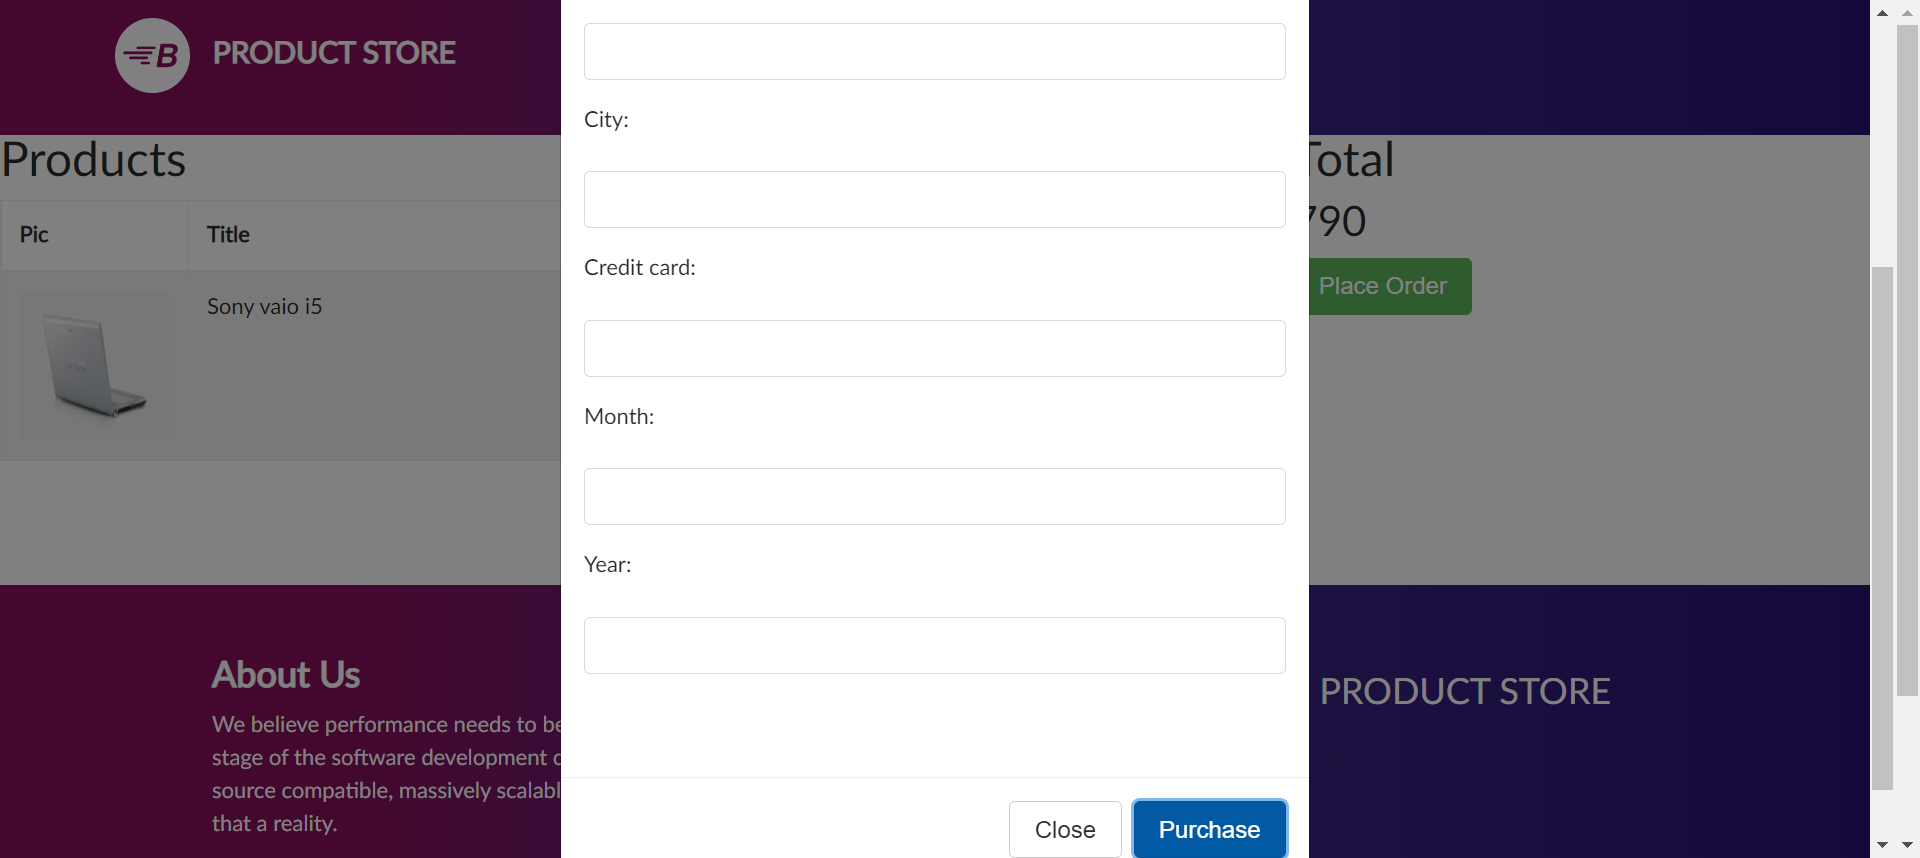 B PRODUCT STORE
Products
Pic Title
Sony vaio i5
City:
Credit card:
Month:
Year:
Close Purchase
Total
790
Place Order
About Us
We believe performance needs to be
stage of the software development
source compatible, massively
that a reality.
PRODUCT STORE